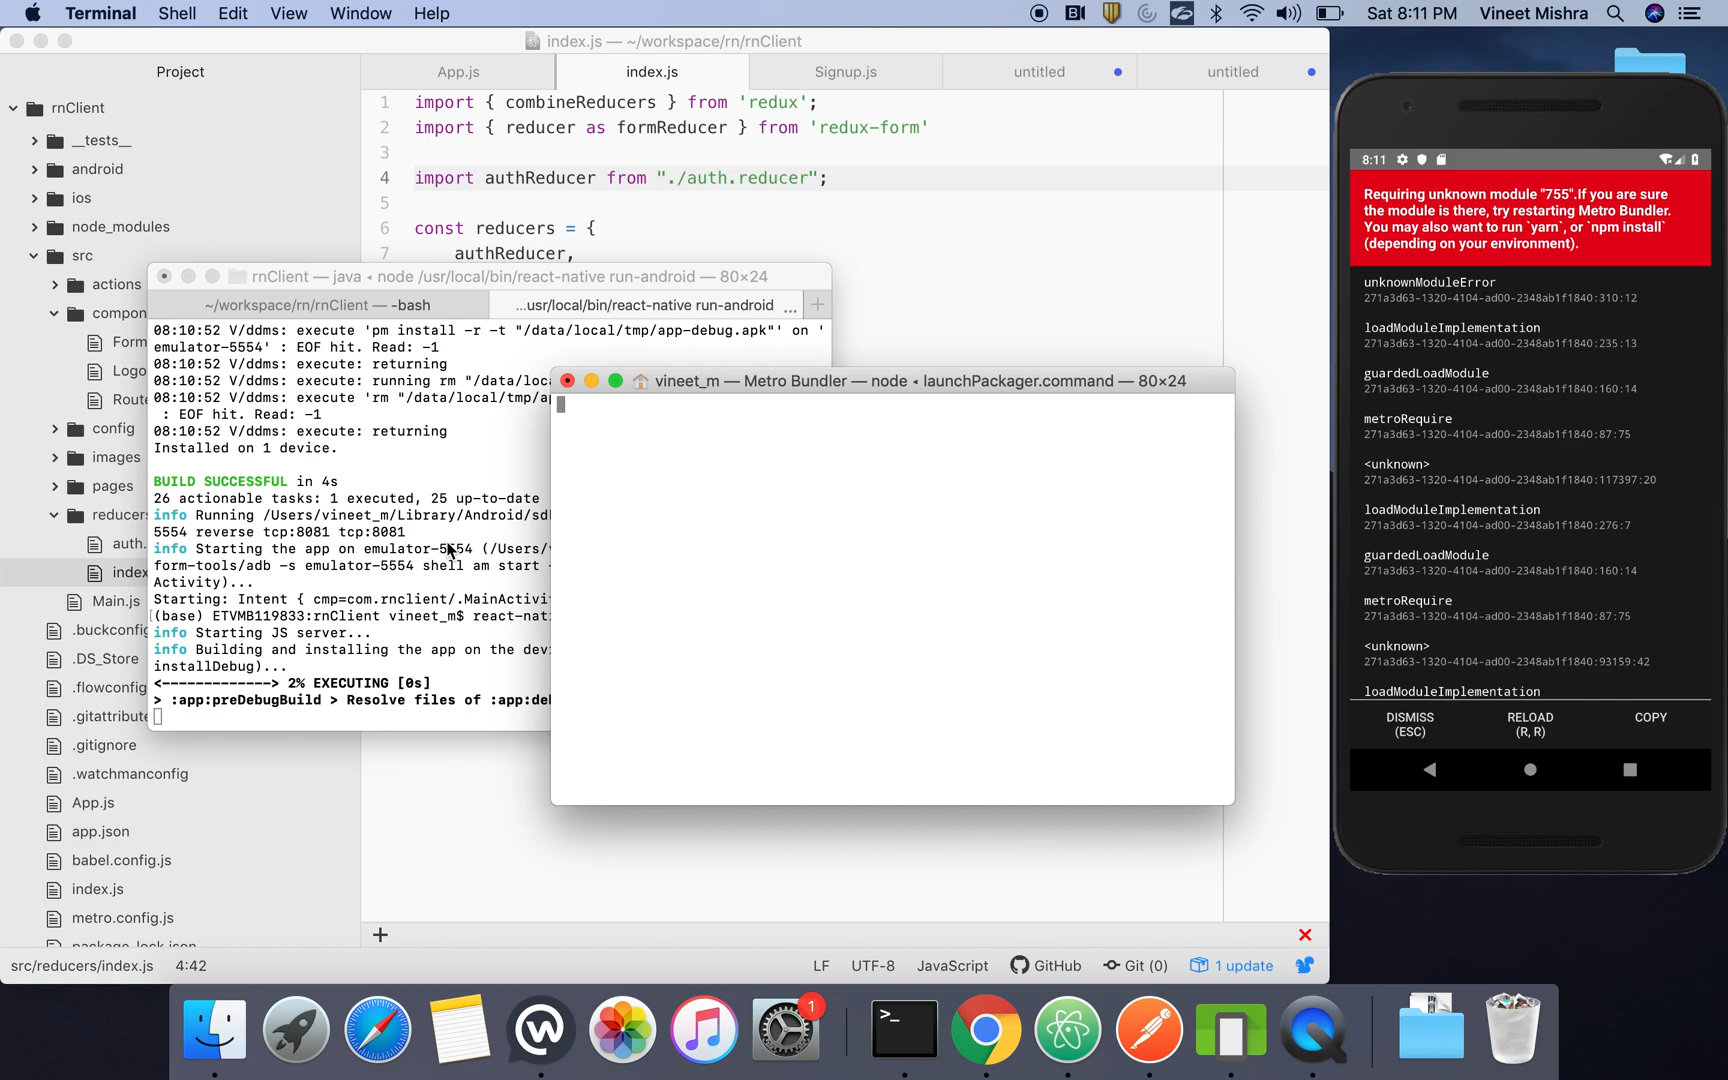 Terminal Shell Edit View Window Help
Sat 8:11 PM Vineet Mishra
index.js — ~/workspace/rn/rnClient
Project
App.js
index.js
Signup.js
untitled
untitled
rnClient
__tests__
android
ios
node_modules
src
actions
compon
Form
Logo
Route
config
images
pages
reducers
auth.
index
Main.js
.buckconfig
.DS_Store
.flowconfig
.gitattribute
.gitignore
.watchmanconfig
App.js
app.json
babel.config.js
index.js
metro.config.js
package-lock.json
1 import { combineReducers } from 'redux';
2 import { reducer as formReducer } from 'redux-form'
3
4 import authReducer from "./auth.reducer";
5
6 const reducers = {
7 authReducer,
rnClient — java ◂ node /usr/local/bin/react-native run-android — 80×24
~/workspace/rn/rnClient — -bash
...usr/local/bin/react-native run-android ...
08:10:52 V/ddms: execute 'pm install -r -t "/data/local/tmp/app-debug.apk"' on '
emulator-5554' : EOF hit. Read: -1
08:10:52 V/ddms: execute: returning
08:10:52 V/ddms: execute: running rm "/data/loc
08:10:52 V/ddms: execute 'rm "/data/local/tmp/a
: EOF hit. Read: -1
08:10:52 V/ddms: execute: returning
Installed on 1 device.
BUILD SUCCESSFUL in 4s
26 actionable tasks: 1 executed, 25 up-to-date
info Running /Users/vineet_m/Library/Android/sd
5554 reverse tcp:8081 tcp:8081
info Starting the app on emulator-5554 (/Users/
form-tools/adb -s emulator-5554 shell am start
Activity)...
Starting: Intent { cmp=com.rnclient/.MainActivi
(base) ETVMB119833:rnClient vineet_m$ react-nat
info Starting JS server...
info Building and installing the app on the dev
installDebug)...
<-------------> 2% EXECUTING [0s]
> :app:preDebugBuild > Resolve files of :app:de
vineet_m — Metro Bundler — node ◂ launchPackager.command — 80×24
src/reducers/index.js 4:42
LF UTF-8 JavaScript GitHub Git (0) 1 update
8:11
Requiring unknown module "755".If you are sure
the module is there, try restarting Metro Bundler.
You may also want to run `yarn`, or `npm install`
(depending on your environment).
unknownModuleError
271a3d63-1320-4104-ad00-2348ab1f1840:310:12
loadModuleImplementation
271a3d63-1320-4104-ad00-2348ab1f1840:235:13
guardedLoadModule
271a3d63-1320-4104-ad00-2348ab1f1840:160:14
metroRequire
271a3d63-1320-4104-ad00-2348ab1f1840:87:75
<unknown>
271a3d63-1320-4104-ad00-2348ab1f1840:117397:20
loadModuleImplementation
271a3d63-1320-4104-ad00-2348ab1f1840:276:7
guardedLoadModule
271a3d63-1320-4104-ad00-2348ab1f1840:160:14
metroRequire
271a3d63-1320-4104-ad00-2348ab1f1840:87:75
<unknown>
271a3d63-1320-4104-ad00-2348ab1f1840:93159:42
loadModuleImplementation
DISMISS
(ESC)
RELOAD
(R, R)
COPY
1